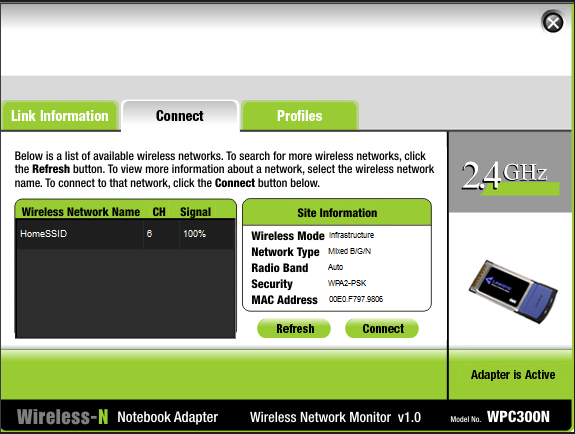 Link Information
Connect
Profiles
Below is a list of available wireless networks. To search for more wireless networks, click
the Refresh button. To view more information about a network, select the wireless network
name. To connect to that network, click the Connect button below.
2.4GHz
Wireless Network Name CH Signal
HomeSSID 6 100%
Site Information
Wireless Mode Infrastructure
Network Type Mixed B/G/N
Radio Band Auto
Security WPA2-PSK
MAC Address 00E0.F797.9806
Refresh
Connect
Adapter is Active
Wireless-N Notebook Adapter Wireless Network Monitor v1.0 Model No. WPC300N